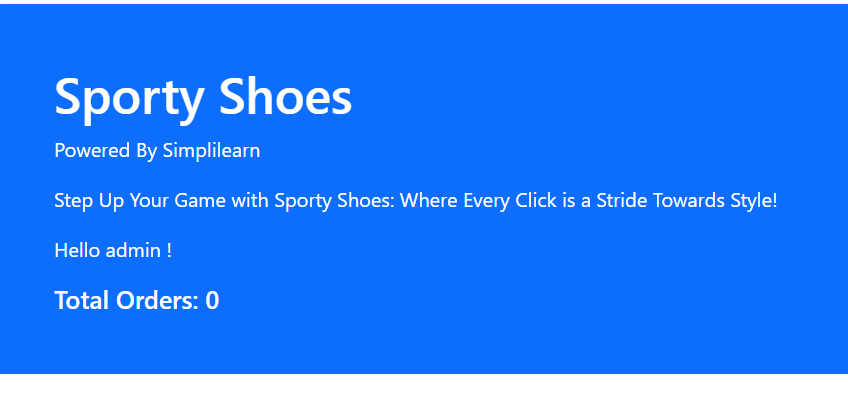 Sporty Shoes
Powered By Simplilearn
Step Up Your Game with Sporty Shoes: Where Every Click is a Stride Towards Style!
Hello admin !
Total Orders: 0